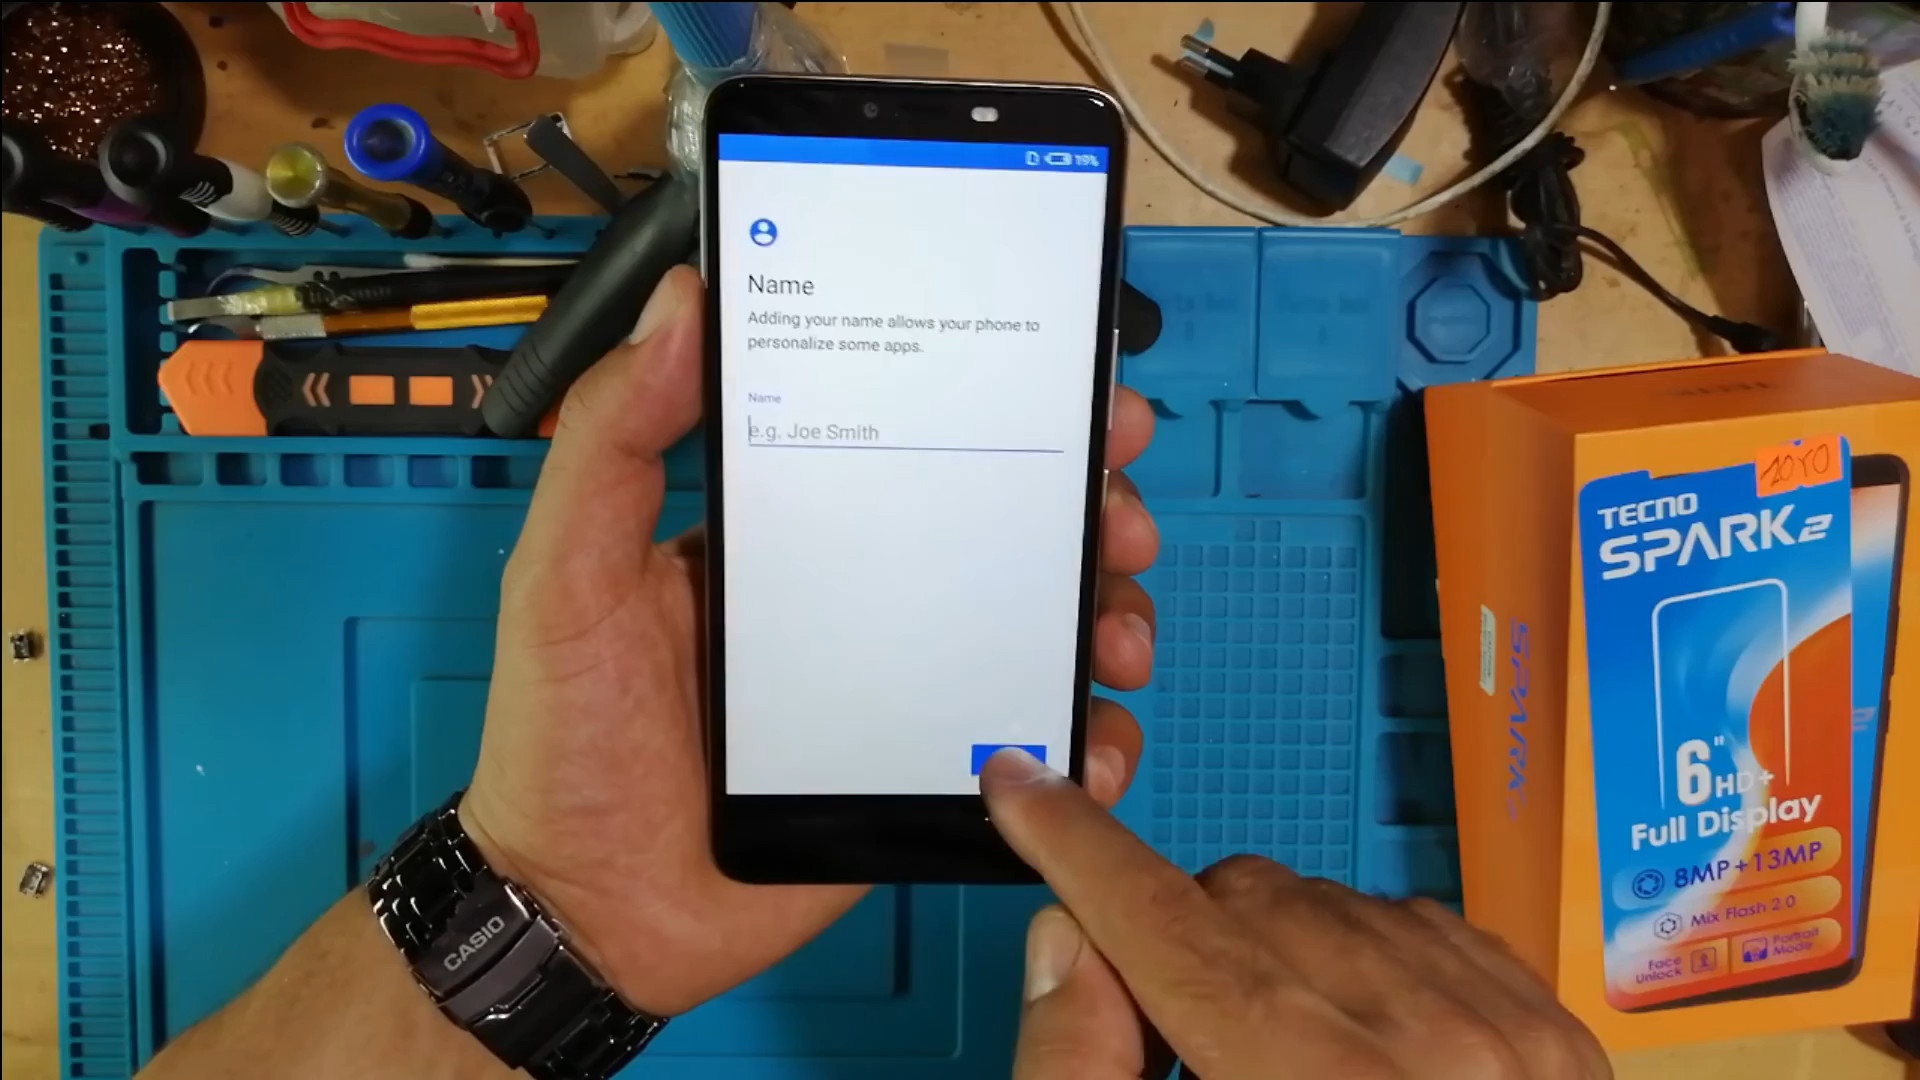 19%
Name
Adding your name allows your phone to
personalize some apps.
Name
e.g. Joe Smith
CASIO
SPARK2
TECNO
SPARK2
6" HD+
Full Display
8MP+13MP
Mix Flash 2.0
Face
Unlock
Portrait
Mode